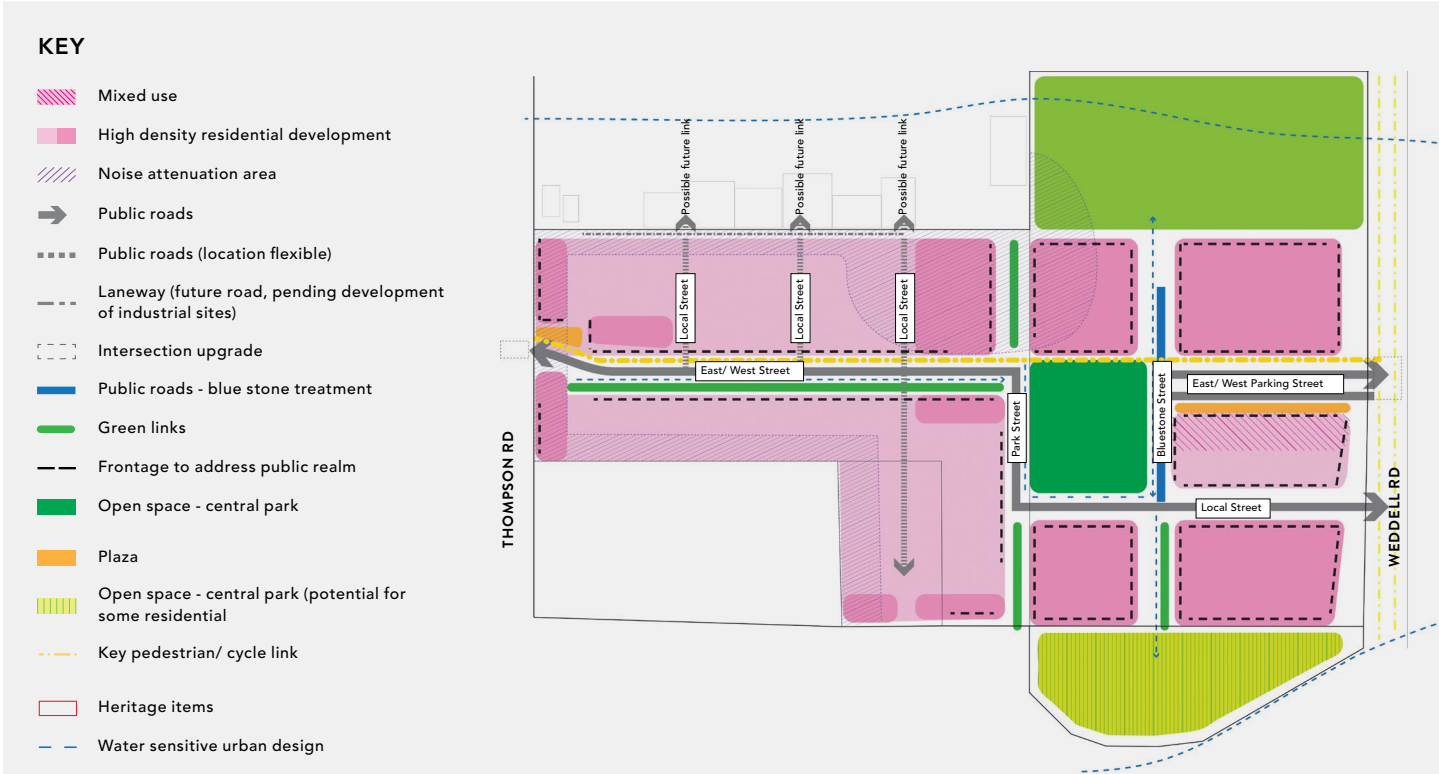 KEY
Mixed use
High density residential development
Noise attenuation area
Public roads
Public roads (location flexible)
Laneway (future road, pending development
of industrial sites)
Intersection upgrade
Public roads - blue stone treatment
Green links
Frontage to address public realm
Open space - central park
Plaza
Open space - central park (potential for
some residential
Key pedestrian/ cycle link
Heritage items
Water sensitive urban design
Possible future link
Possible future link
Possible future link
Local Street
Local Street
Local Street
East/ West Street
East/ West Parking Street
Park Street
Bluestone Street
Local Street
THOMPSON RD
WEDDELL RD